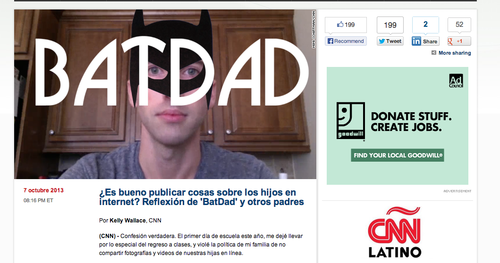 BATDAD
199
199
2
52
Recommend
Tweet
Share
+1
More sharing
Ad
COUNCIL
goodwill
DONATE STUFF.
CREATE JOBS.
FIND YOUR LOCAL GOODWILL®
ADVERTISEMENT
7 octubre 2013
08:16 PM ET
¿Es bueno publicar cosas sobre los hijos en
internet? Reflexión de 'BatDad' y otros padres
Por Kelly Wallace, CNN
(CNN) - Confesión verdadera. El primer día de escuela este año, me dejé llevar
por lo especial del regreso a clases, y violé la política de mi familia de no
compartir fotografías y videos de nuestras hijas en línea.
CNN
LATINO